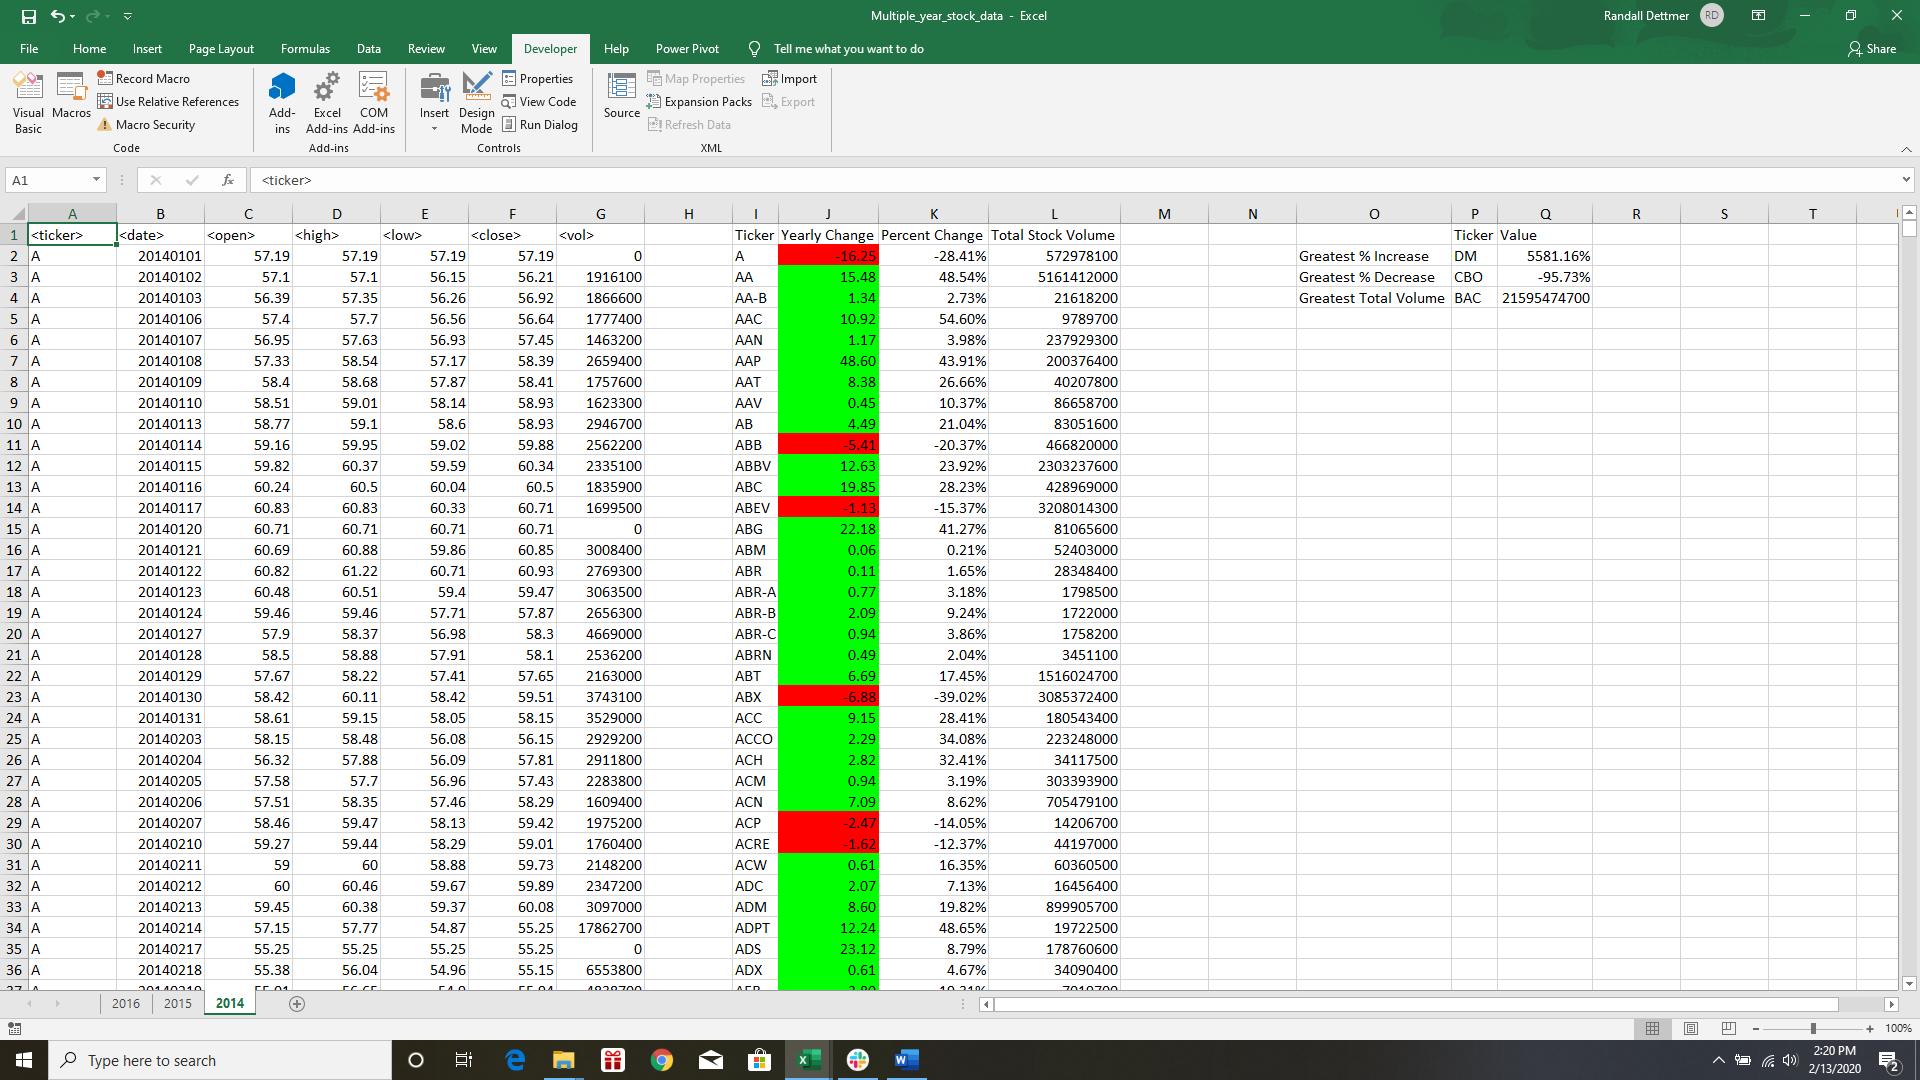 Multiple_year_stock_data - Excel
Randall Dettmer RD
File Home Insert Page Layout Formulas Data Review View Developer Help Power Pivot Tell me what you want to do Share
Visual Basic
Macros
Record Macro
Use Relative References
Macro Security
Code
Add-ins
Excel Add-ins
COM Add-ins
Add-ins
Insert
Design Mode
Properties
View Code
Run Dialog
Controls
Source
Map Properties
Expansion Packs
Refresh Data
Import
Export
XML
A1 fx <ticker>
A B C D E F G H I J K L M N O P Q R S T
1 <ticker> <date> <open> <high> <low> <close> <vol> Ticker Yearly Change Percent Change Total Stock Volume Ticker Value
2 A 20140101 57.19 57.19 57.19 57.19 0 A -16.25 -28.41% 572978100 Greatest % Increase DM 5581.16%
3 A 20140102 57.1 57.1 56.15 56.21 1916100 AA 15.48 48.54% 5161412000 Greatest % Decrease CBO -95.73%
4 A 20140103 56.39 57.35 56.26 56.92 1866600 AA-B 1.34 2.73% 21618200 Greatest Total Volume BAC 21595474700
5 A 20140106 57.4 57.7 56.56 56.64 1777400 AAC 10.92 54.60% 9789700
6 A 20140107 56.95 57.63 56.93 57.45 1463200 AAN 1.17 3.98% 237929300
7 A 20140108 57.33 58.54 57.17 58.39 2659400 AAP 48.60 43.91% 200376400
8 A 20140109 58.4 58.68 57.87 58.41 1757600 AAT 8.38 26.66% 40207800
9 A 20140110 58.51 59.01 58.14 58.93 1623300 AAV 0.45 10.37% 86658700
10 A 20140113 58.77 59.1 58.6 58.93 2946700 AB 4.49 21.04% 83051600
11 A 20140114 59.16 59.95 59.02 59.88 2562200 ABB -5.41 -20.37% 466820000
12 A 20140115 59.82 60.37 59.59 60.34 2335100 ABBV 12.63 23.92% 2303237600
13 A 20140116 60.24 60.5 60.04 60.5 1835900 ABC 19.85 28.23% 428969000
14 A 20140117 60.83 60.83 60.33 60.71 1699500 ABEV -1.13 -15.37% 3208014300
15 A 20140120 60.71 60.71 60.71 60.71 0 ABG 22.18 41.27% 81065600
16 A 20140121 60.69 60.88 59.86 60.85 3008400 ABM 0.06 0.21% 52403000
17 A 20140122 60.82 61.22 60.71 60.93 2769300 ABR 0.11 1.65% 28348400
18 A 20140123 60.48 60.51 59.4 59.47 3063500 ABR-A 0.77 3.18% 1798500
19 A 20140124 59.46 59.46 57.71 57.87 2656300 ABR-B 2.09 9.24% 1722000
20 A 20140127 57.9 58.37 56.98 58.3 4669000 ABR-C 0.94 3.86% 1758200
21 A 20140128 58.5 58.88 57.91 58.1 2536200 ABRN 0.49 2.04% 3451100
22 A 20140129 57.67 58.22 57.41 57.65 2163000 ABT 6.69 17.45% 1516024700
23 A 20140130 58.42 60.11 58.42 59.51 3743100 ABX -6.88 -39.02% 3085372400
24 A 20140131 58.61 59.15 58.05 58.15 3529000 ACC 9.15 28.41% 180543400
25 A 20140203 58.15 58.48 56.08 56.15 2929200 ACCO 2.29 34.08% 223248000
26 A 20140204 56.32 57.88 56.09 57.81 2911800 ACH 2.82 32.41% 34117500
27 A 20140205 57.58 57.7 56.96 57.43 2283800 ACM 0.94 3.19% 303393900
28 A 20140206 57.51 58.35 57.46 58.29 1609400 ACN 7.09 8.62% 705479100
29 A 20140207 58.46 59.47 58.13 59.42 1975200 ACP -2.47 -14.05% 14206700
30 A 20140210 59.27 59.44 58.29 59.01 1760400 ACRE -1.62 -12.37% 44197000
31 A 20140211 59 60 58.88 59.73 2148200 ACW 0.61 16.35% 60360500
32 A 20140212 60 60.46 59.67 59.89 2347200 ADC 2.07 7.13% 16456400
33 A 20140213 59.45 60.38 59.37 60.08 3097000 ADM 8.60 19.82% 899905700
34 A 20140214 57.15 57.77 54.87 55.25 17862700 ADPT 12.24 48.65% 19722500
35 A 20140217 55.25 55.25 55.25 55.25 0 ADS 23.12 8.79% 178760600
36 A 20140218 55.38 56.04 54.96 55.15 6553800 ADX 0.61 4.67% 34090400
2016 2015 2014
100%
Type here to search
2:20 PM
2/13/2020
2